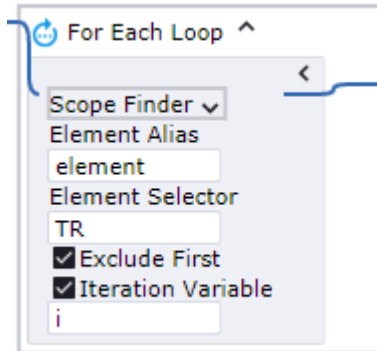 For Each Loop
Scope Finder
Element Alias
element
Element Selector
TR
Exclude First
Iteration Variable
i